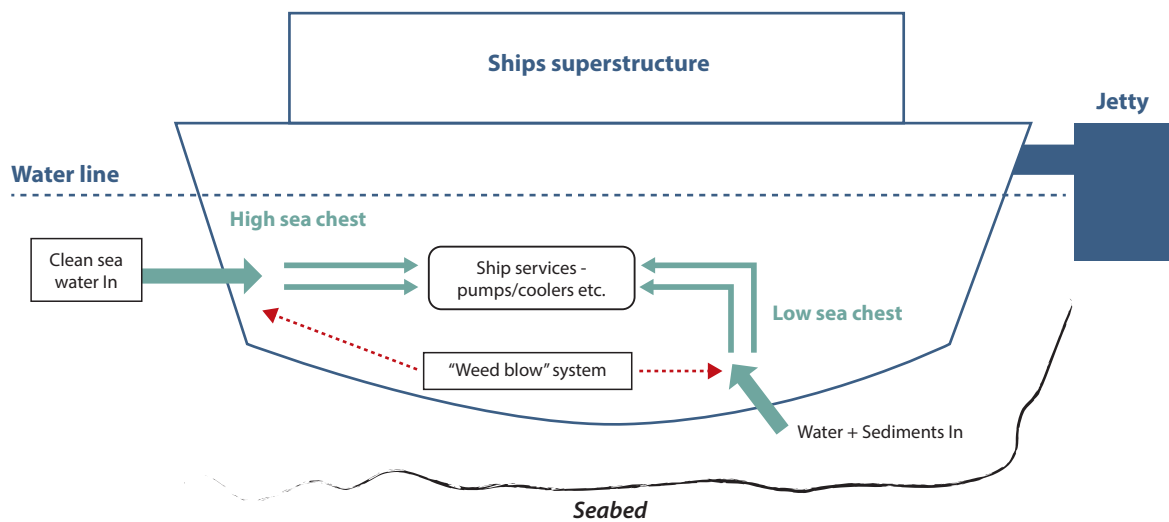 Ships superstructure
Jetty
Water line
High sea chest
Clean sea
water In
Ship services -
pumps/coolers etc.
Low sea chest
“Weed blow” system
Water + Sediments In
Seabed